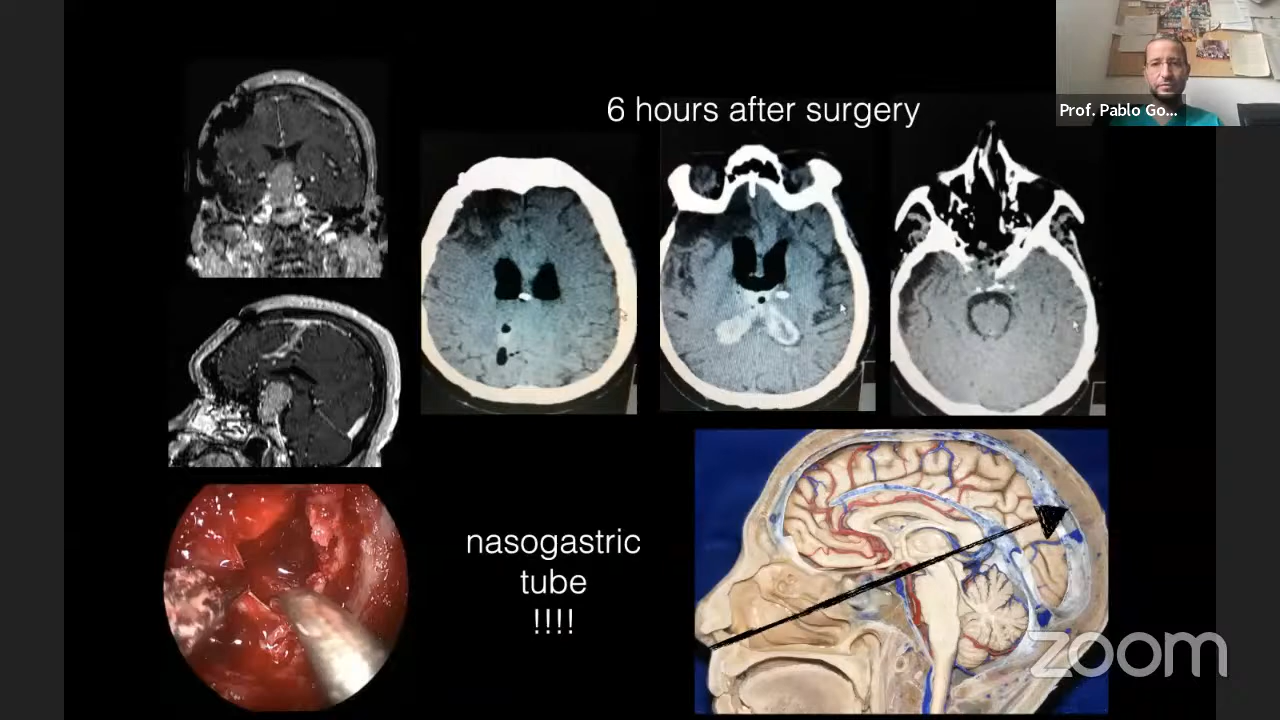 Prof. Pablo Go...
6 hours after surgery
nasogastric
tube
!!!!
zoom